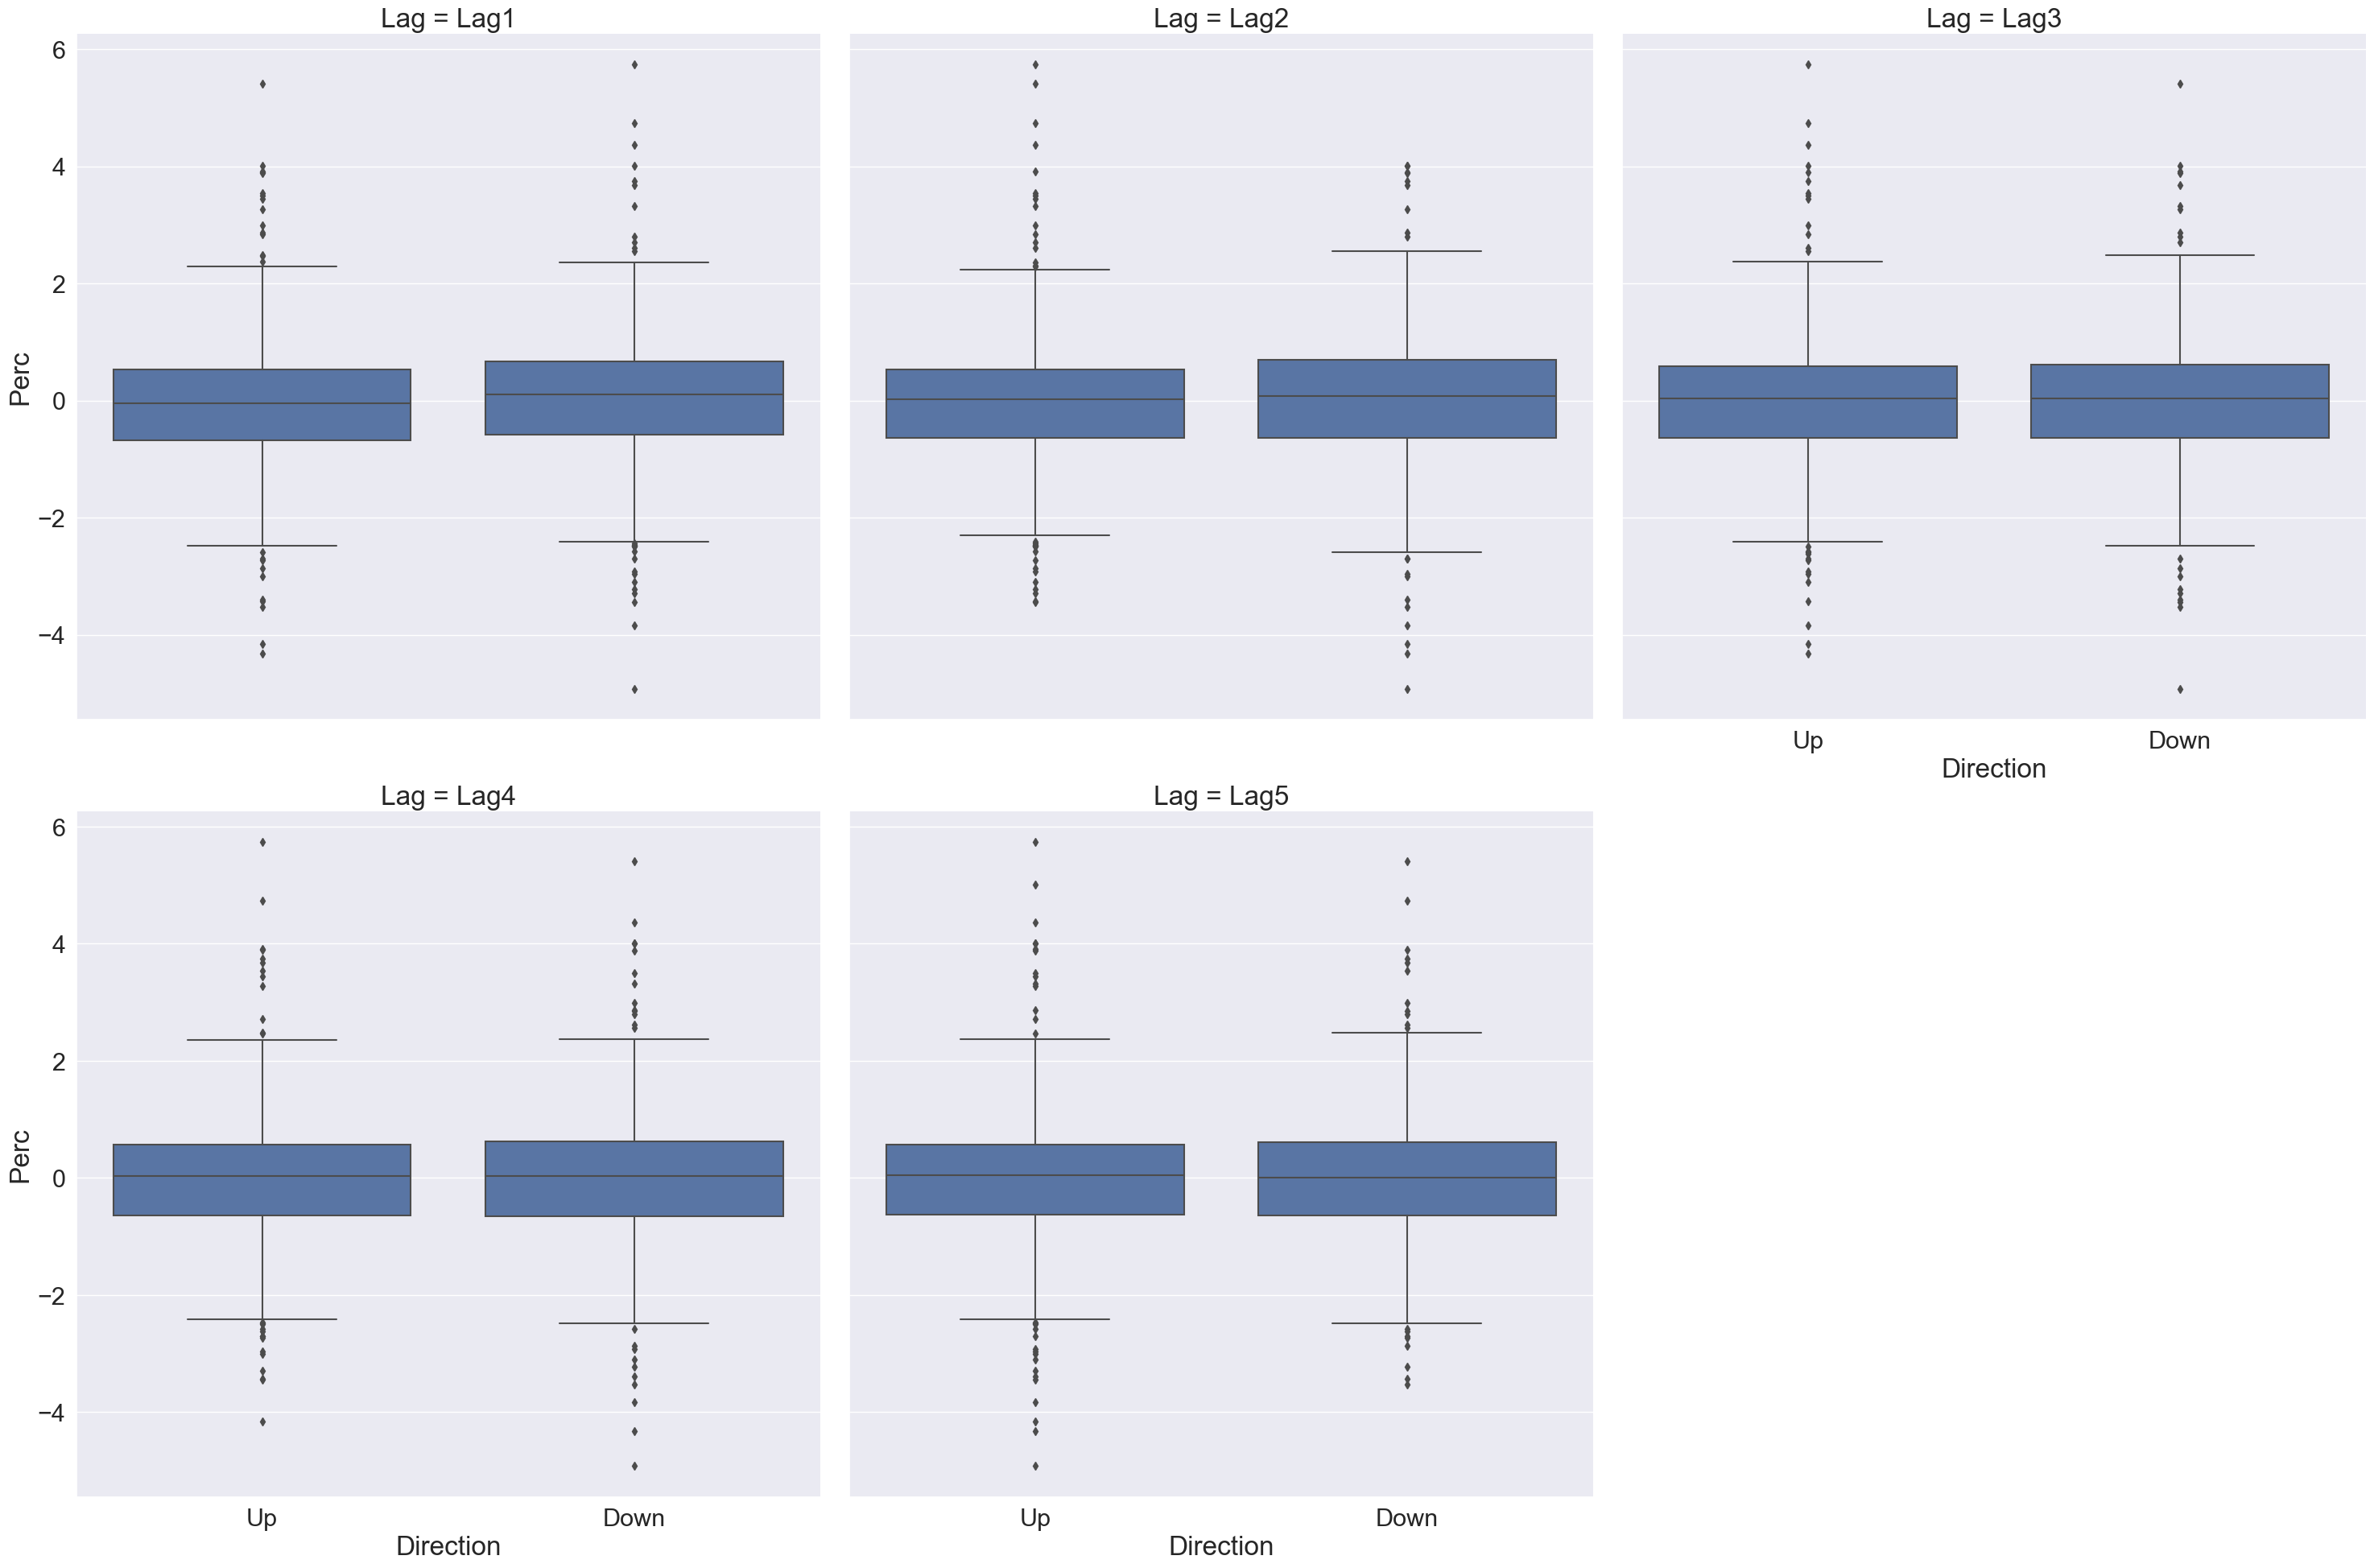 Lag = Lag1
Lag = Lag2
Lag = Lag3
6
4
2
0
−2
−4
Perc
Up
Down
Direction
Lag = Lag4
Lag = Lag5
6
4
2
0
−2
−4
Perc
Up
Down
Up
Down
Direction
Direction